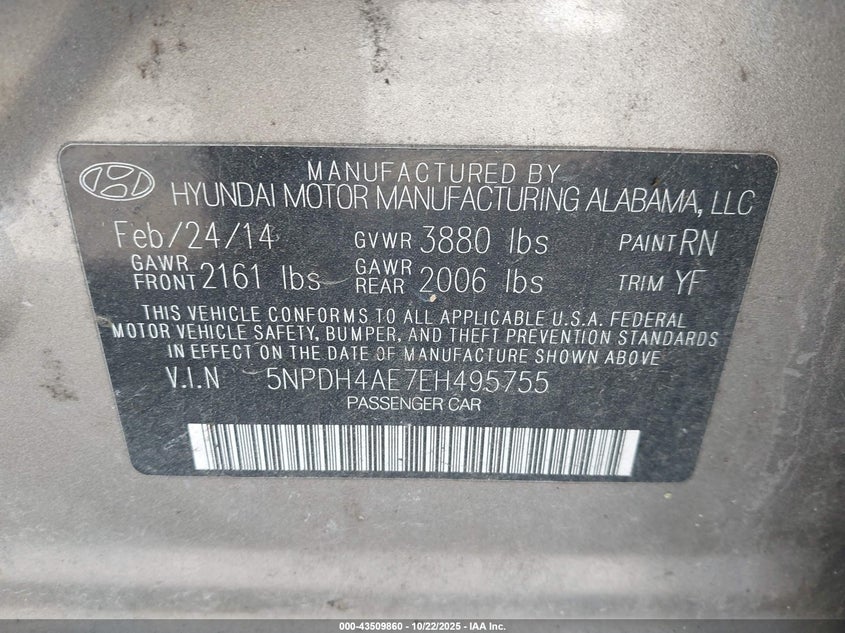 MANUFACTURED BY
HYUNDAI MOTOR MANUFACTURING ALABAMA, LLC
Feb/24/14 GVWR 3880 lbs PAINT RN
GAWR FRONT 2161 lbs GAWR REAR 2006 lbs TRIM YF
THIS VEHICLE CONFORMS TO ALL APPLICABLE U.S.A. FEDERAL
MOTOR VEHICLE SAFETY, BUMPER, AND THEFT PREVENTION STANDARDS
IN EFFECT ON THE DATE OF MANUFACTURE SHOWN ABOVE.
V.I.N 5NPDH4AE7EH495755
PASSENGER CAR
000-43509860 - 10/22/2025 - IAA Inc.